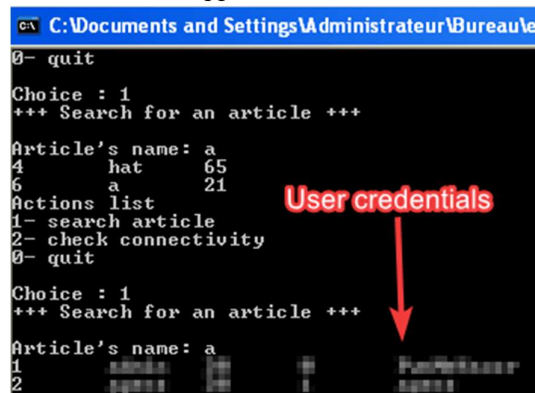 C:\Documents and Settings\Administrateur\Bureau\e
0- quit
Choice : 1
+++ Search for an article +++
Article's name: a
4 hat 65
6 a 21
Actions list
1- search article
2- check connectivity
0- quit
User credentials
Choice : 1
+++ Search for an article +++
Article's name: a
1
2